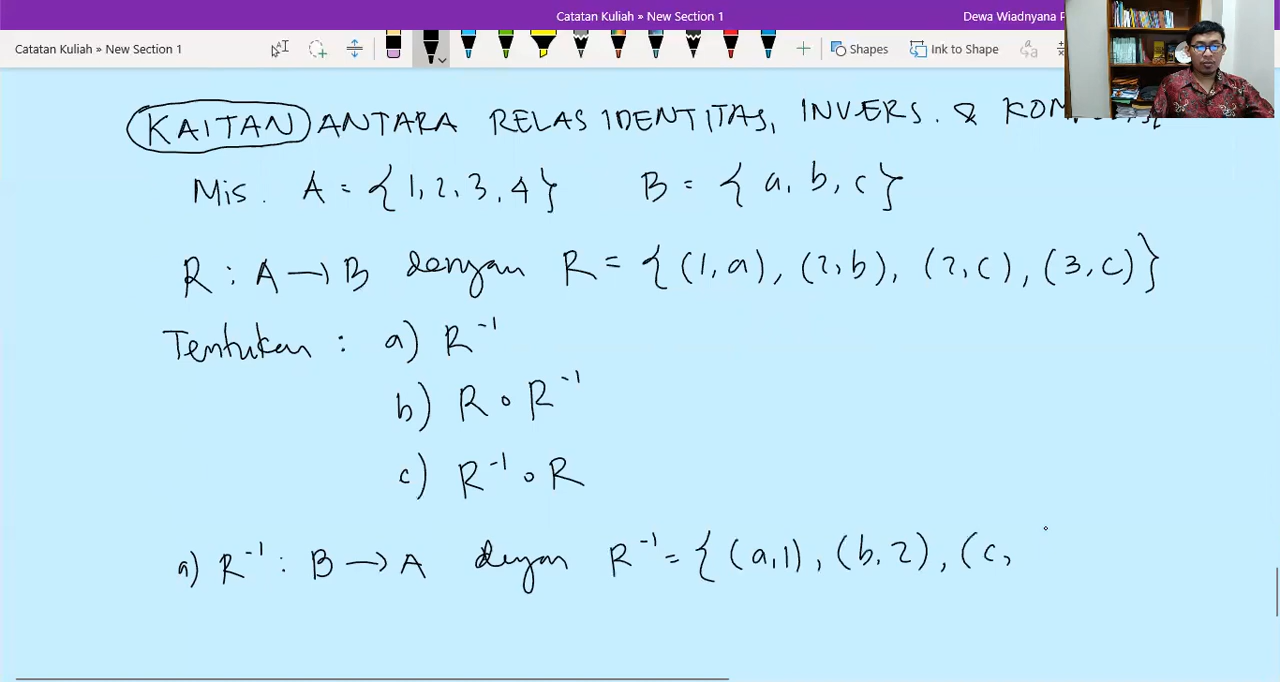 Catatan Kuliah » New Section 1
Dewa Wiadnyana
Catatan Kuliah » New Section 1
Shapes
Ink to Shape
KAITAN ANTARA RELAS IDENTITAS, INVERS. &
Mis. A = {1, 2, 3, 4} B = {a, b, c}
R : A → B dengan R = {(1, a), (2, b), (2, c), (3, c)}
Tentukan : a) R⁻¹
b) R ∘ R⁻¹
c) R⁻¹ ∘ R
a) R⁻¹ : B → A dengan R⁻¹ = {(a, 1), (b, 2), (c,